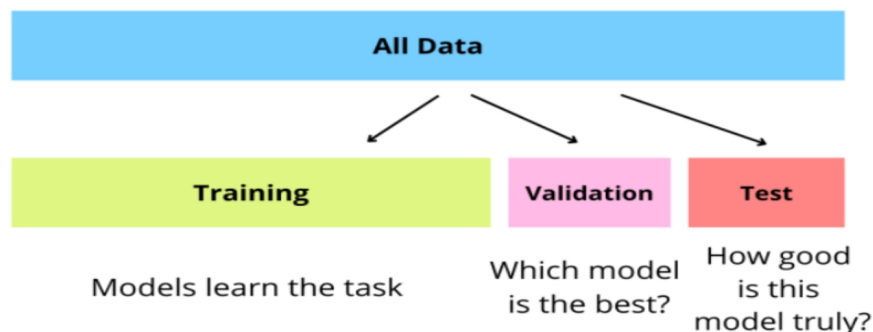 All Data
Training
Validation
Test
Models learn the task
Which model
is the best?
How good
is this
model truly?